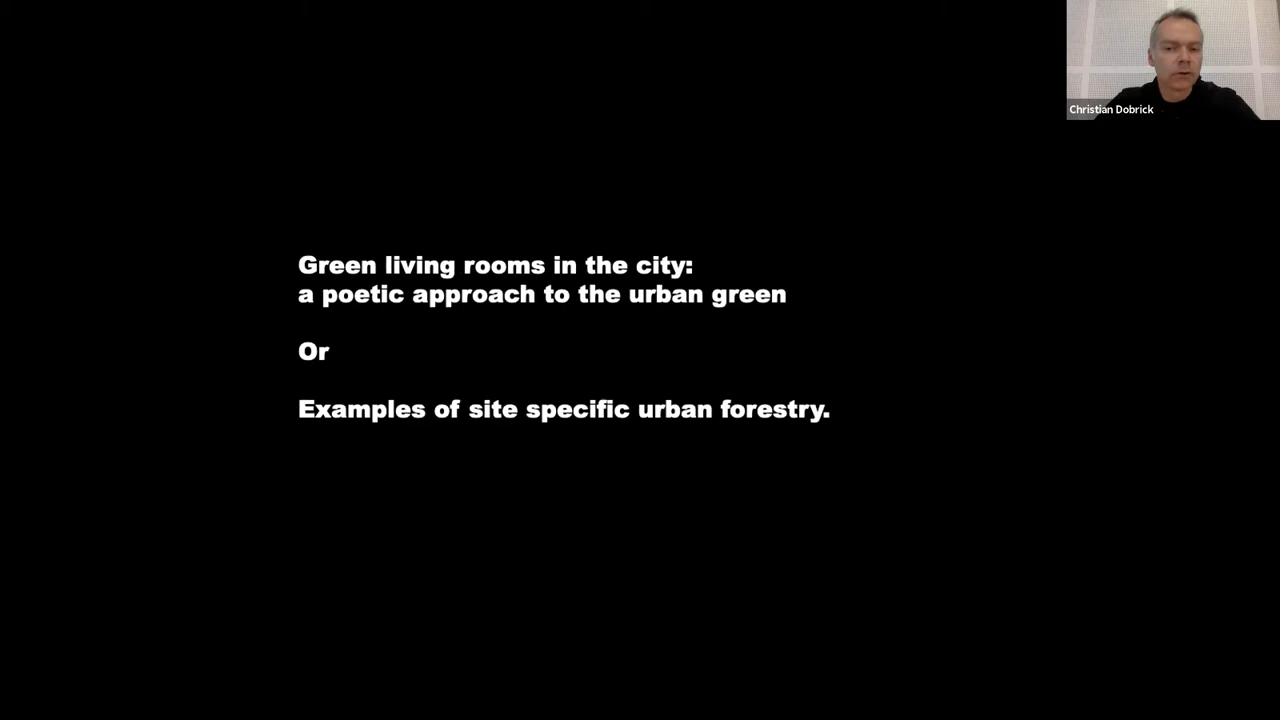 Christian Dobrick
Green living rooms in the city:
a poetic approach to the urban green
Or
Examples of site specific urban forestry.